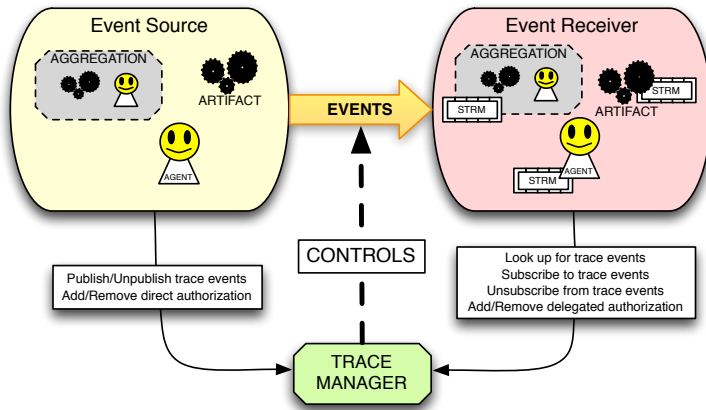 Event Source
AGGREGATION
ARTIFACT
AGENT
EVENTS
Event Receiver
AGGREGATION
STRM
STRM
ARTIFACT
STRM
AGENT
CONTROLS
Publish/Unpublish trace events
Add/Remove direct authorization
Look up for trace events
Subscribe to trace events
Unsubscribe from trace events
Add/Remove delegated authorization
TRACE
MANAGER